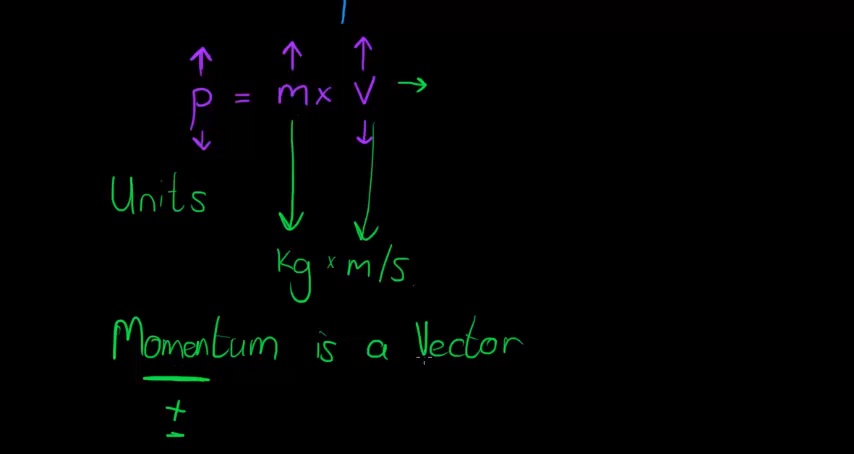 p = m x V →
Units
kg × m/s
Momentum is a Vector
±